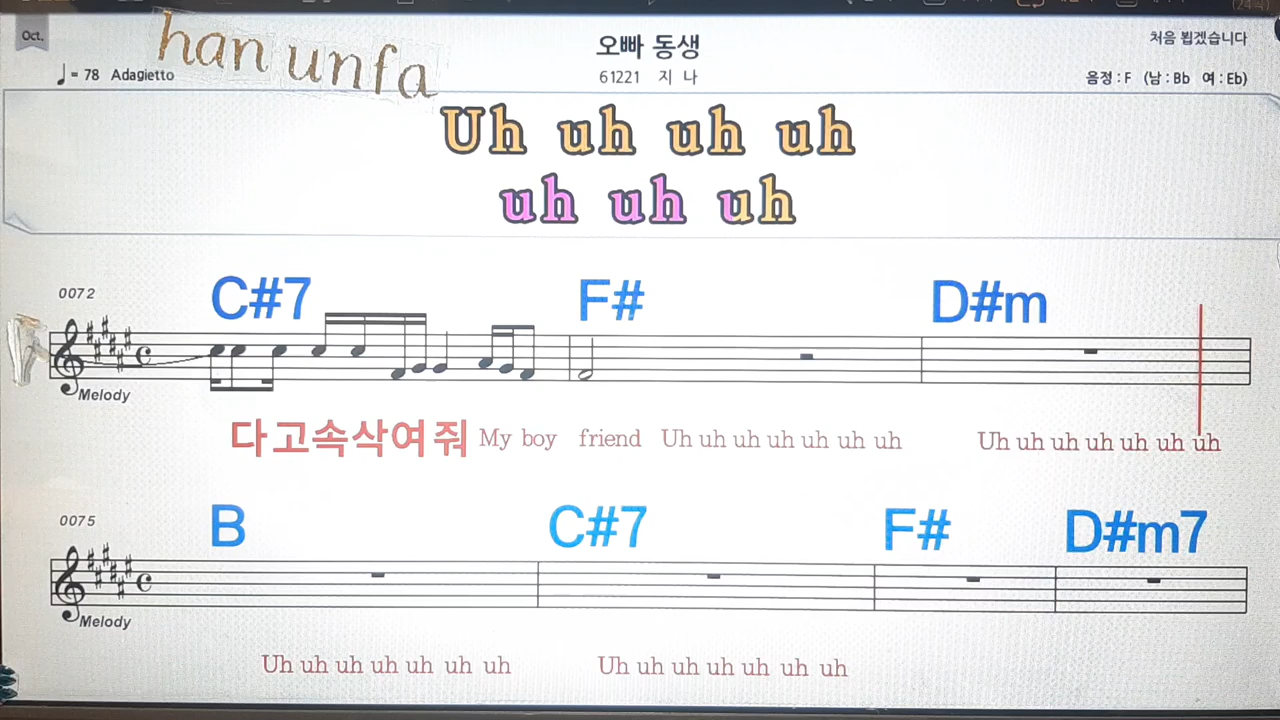 Oct.
han unfa
오빠 동생
처음 뵙겠습니다
♩= 78 Adagietto
61221 지 나
음정 : F (남 : Bb 여 : Eb)
Uh uh uh uh
uh uh uh
C#7 F# D#m
0072
Melody
다고속삭여줘 My boy friend Uh uh uh uh uh uh uh Uh uh uh uh uh uh uh
B C#7 F# D#m7
0075
Melody
Uh uh uh uh uh uh uh Uh uh uh uh uh uh uh